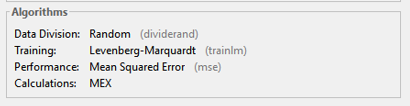 Algorithms
Data Division: Random (dividerand)
Training: Levenberg-Marquardt (trainlm)
Performance: Mean Squared Error (mse)
Calculations: MEX